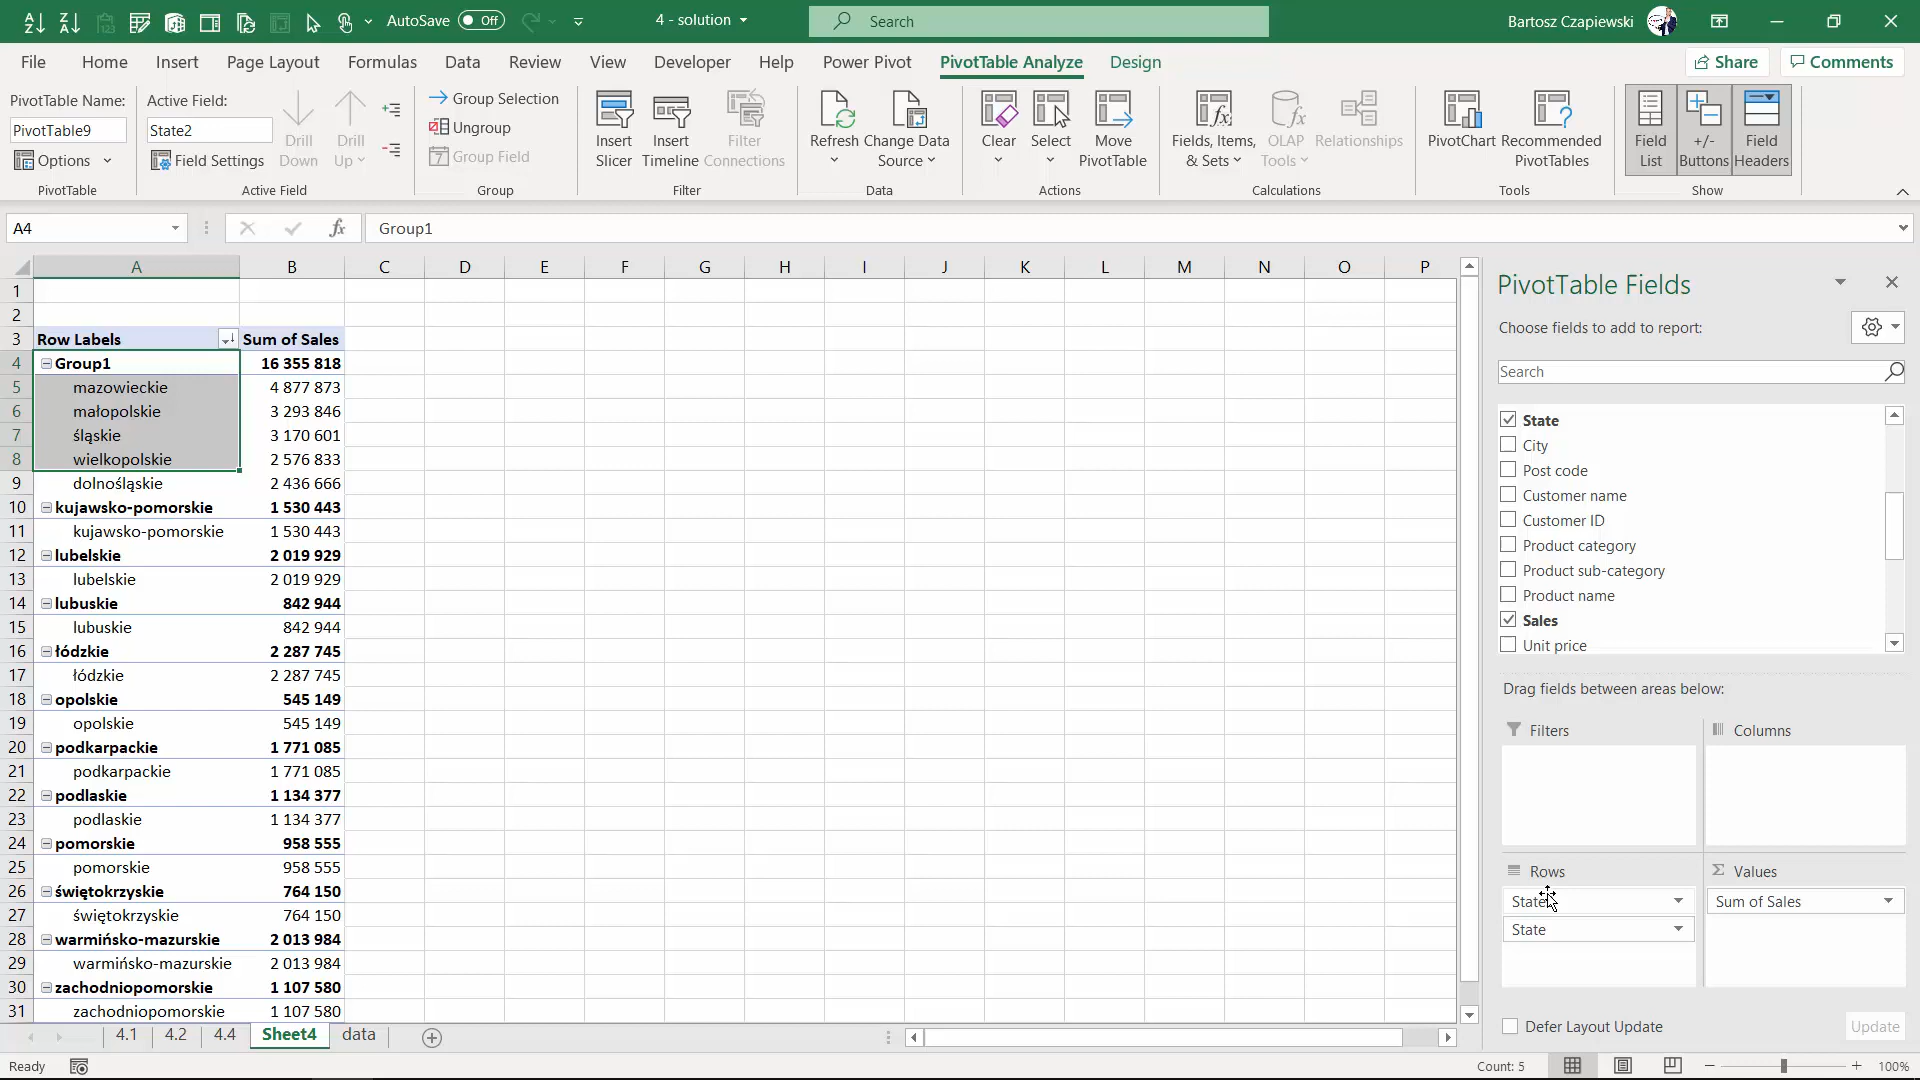 AutoSave Off 4 - solution Search Bartosz Czapiewski
File Home Insert Page Layout Formulas Data Review View Developer Help Power Pivot PivotTable Analyze Design Share Comments
PivotTable Name:
PivotTable9
Options
PivotTable
Active Field:
State2
Field Settings
Drill Down
Drill Up
Active Field
Group Selection
Ungroup
Group Field
Group
Insert Slicer
Insert Timeline
Filter Connections
Filter
Refresh
Change Data Source
Data
Clear
Select
Move PivotTable
Actions
Fields, Items, & Sets
OLAP Tools
Relationships
Calculations
PivotChart
Recommended PivotTables
Tools
Field List
+/- Buttons
Field Headers
Show
A4 fx Group1
A B C D E F G H I J K L M N O P
1
2
3 Row Labels Sum of Sales
4 Group1 16 355 818
5 mazowieckie 4 877 873
6 małopolskie 3 293 846
7 śląskie 3 170 601
8 wielkopolskie 2 576 833
9 dolnośląskie 2 436 666
10 kujawsko-pomorskie 1 530 443
11 kujawsko-pomorskie 1 530 443
12 lubelskie 2 019 929
13 lubelskie 2 019 929
14 lubuskie 842 944
15 lubuskie 842 944
16 łódzkie 2 287 745
17 łódzkie 2 287 745
18 opolskie 545 149
19 opolskie 545 149
20 podkarpackie 1 771 085
21 podkarpackie 1 771 085
22 podlaskie 1 134 377
23 podlaskie 1 134 377
24 pomorskie 958 555
25 pomorskie 958 555
26 świętokrzyskie 764 150
27 świętokrzyskie 764 150
28 warmińsko-mazurskie 2 013 984
29 warmińsko-mazurskie 2 013 984
30 zachodniopomorskie 1 107 580
31 zachodniopomorskie 1 107 580
PivotTable Fields
Choose fields to add to report:
Search
State
City
Post code
Customer name
Customer ID
Product category
Product sub-category
Product name
Sales
Unit price
Drag fields between areas below:
Filters
Columns
Rows
State
State
Values
Sum of Sales
Defer Layout Update Update
4.1 4.2 4.4 Sheet4 data
Ready Count: 5 100%